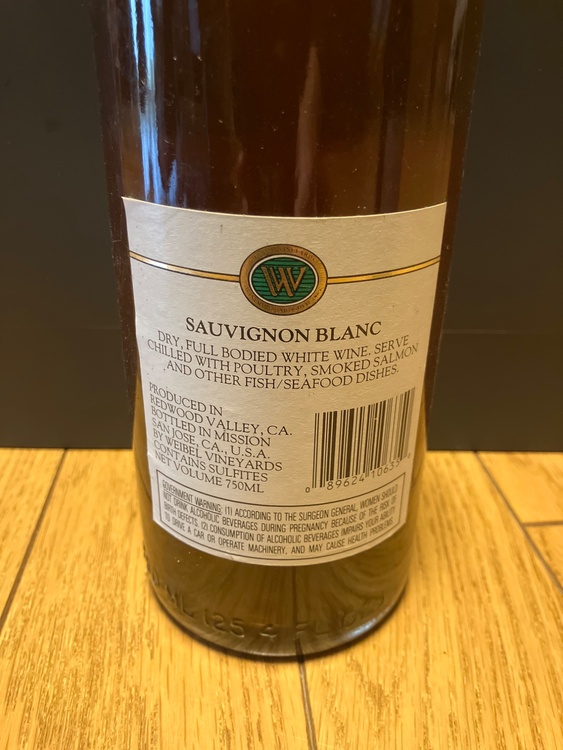 W
SAUVIGNON BLANC
DRY, FULL BODIED WHITE WINE. SERVE
CHILLED WITH POULTRY, SMOKED SALMON
AND OTHER FISH/SEAFOOD DISHES.
PRODUCED IN
REDWOOD VALLEY, CA.
BOTTLED IN MISSION
SAN JOSE, CA., U.S.A.
BY WEIBEL VINEYARDS
CONTAINS SULFITES
NET VOLUME 750ML
GOVERNMENT WARNING: (1) ACCORDING TO THE SURGEON GENERAL, WOMEN SHOULD
NOT DRINK ALCOHOLIC BEVERAGES DURING PREGNANCY BECAUSE OF THE RISK OF
BIRTH DEFECTS. (2) CONSUMPTION OF ALCOHOLIC BEVERAGES IMPAIRS YOUR ABILITY
TO DRIVE A CAR OR OPERATE MACHINERY, AND MAY CAUSE HEALTH PROBLEMS.